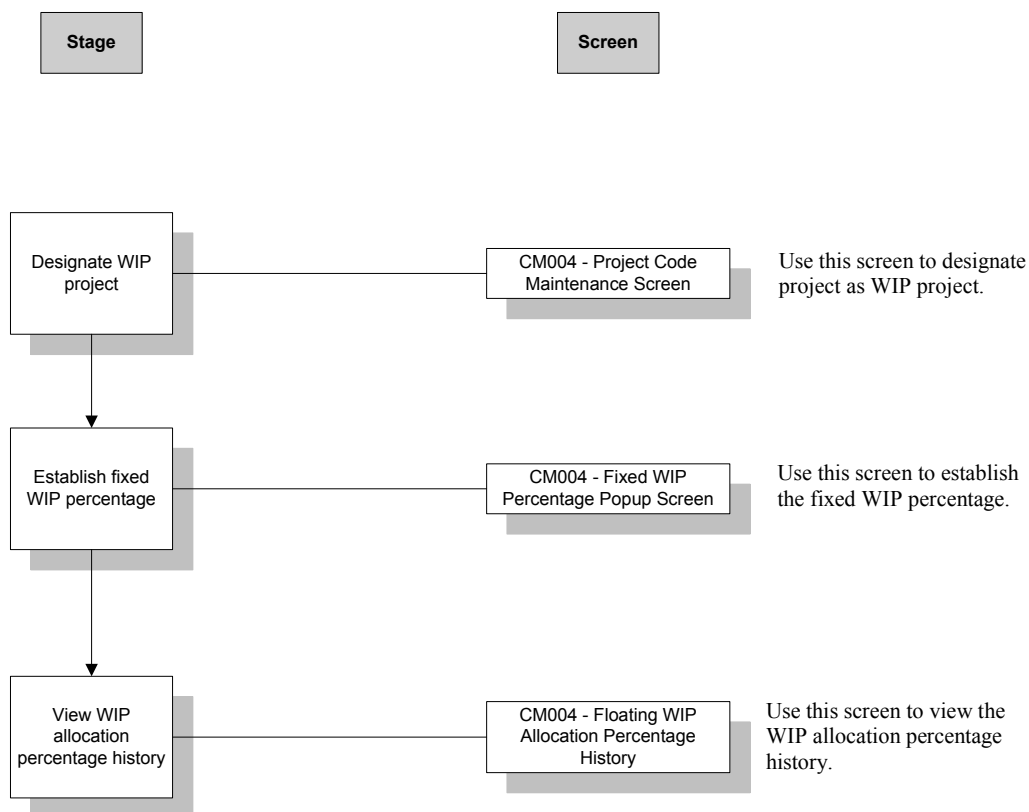 Stage
Screen
Designate WIP
project
CM004 - Project Code
Maintenance Screen
Use this screen to designate
project as WIP project.
Establish fixed
WIP percentage
CM004 - Fixed WIP
Percentage Popup Screen
Use this screen to establish
the fixed WIP percentage.
View WIP
allocation
percentage history
CM004 - Floating WIP
Allocation Percentage
History
Use this screen to view the
WIP allocation percentage
history.